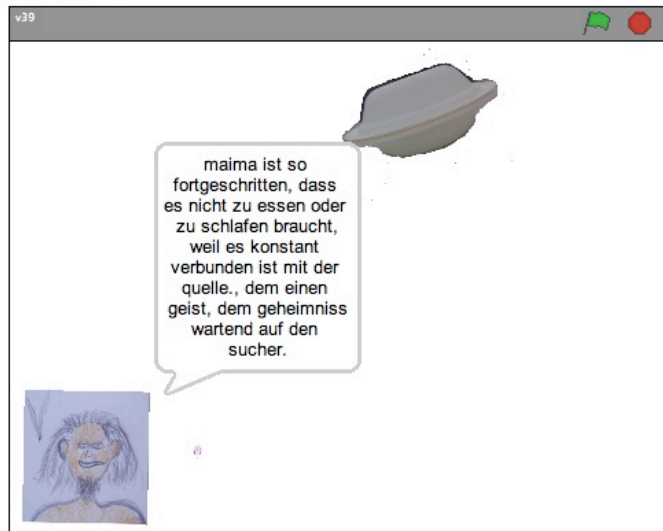 v39
maima ist so
fortgeschritten, dass
es nicht zu essen oder
zu schlafen braucht,
weil es konstant
verbunden ist mit der
quelle., dem einen
geist, dem geheimniss
wartend auf den
sucher.